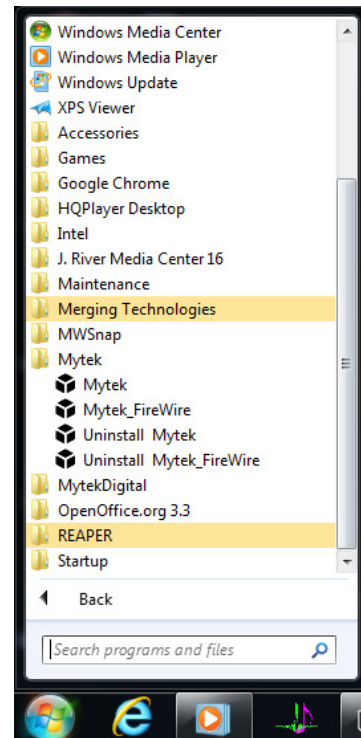 Windows Media Center
Windows Media Player
Windows Update
XPS Viewer
Accessories
Games
Google Chrome
HQPlayer Desktop
Intel
J. River Media Center 16
Maintenance
Merging Technologies
MWSnap
Mytek
Mytek
Mytek_FireWire
Uninstall Mytek
Uninstall Mytek_FireWire
MytekDigital
OpenOffice.org 3.3
REAPER
Startup
Back
Search programs and files